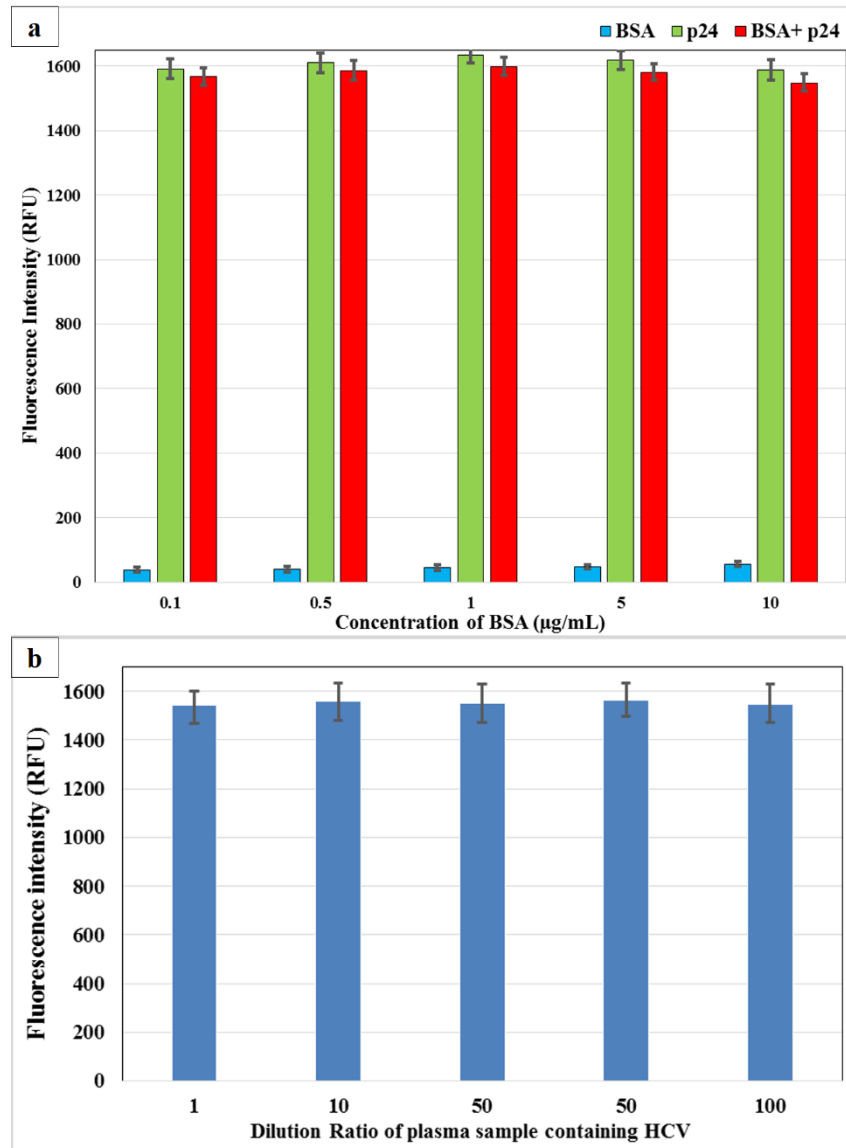 a
BSA p24 BSA+ p24
1600
1400
1200
1000
800
600
400
200
0
Fluorescence Intensity (RFU)
0.1 0.5 1 5 10
Concentration of BSA (µg/mL)
b
1600
1400
1200
1000
800
600
400
200
0
Fluorescence intensity (RFU)
1 10 50 50 100
Dilution Ratio of plasma sample containing HCV